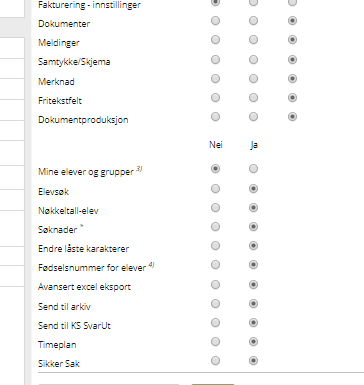 Fakturering - innstillinger
Dokumenter
Meldinger
Samtykke/Skjema
Merknad
Fritekstfelt
Dokumentproduksjon
Nei Ja
Mine elever og grupper 3)
Elevsøk
Nøkkeltall-elev
Søknader *
Endre låste karakterer
Fødselsnummer for elever 4)
Avansert excel eksport
Send til arkiv
Send til KS SvarUt
Timeplan
Sikker Sak